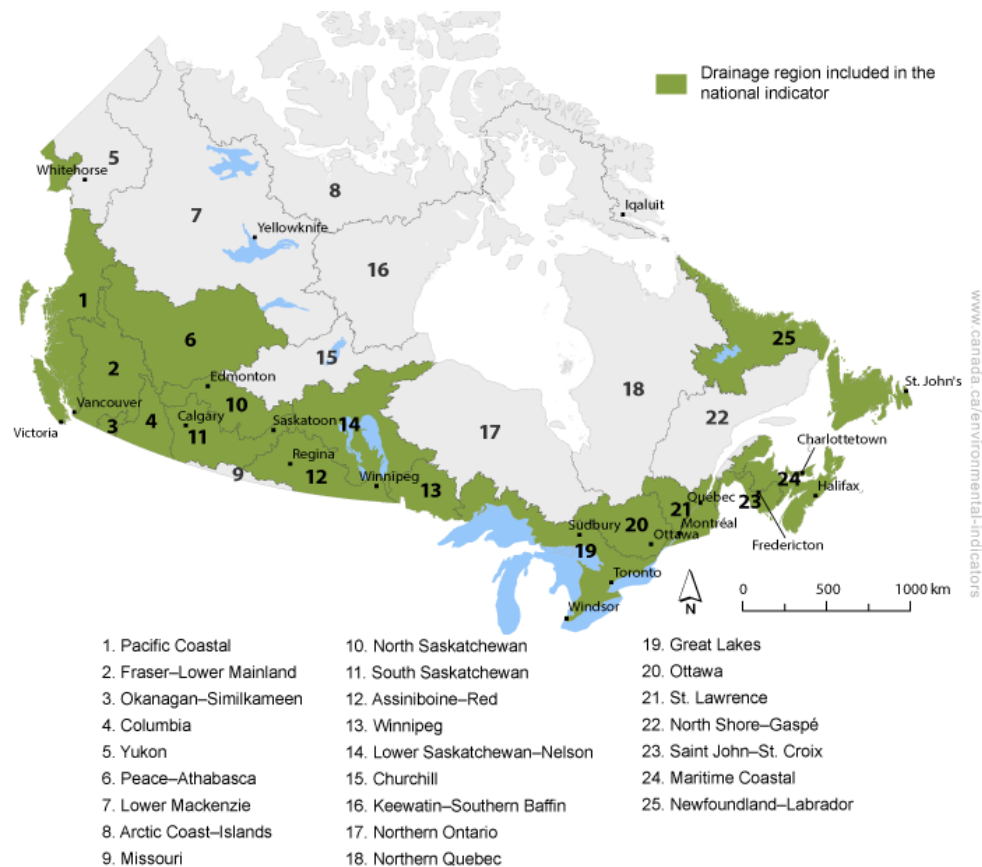 Drainage region included in the
national indicator
5
Whitehorse
8
7
Iqaluit
Yellowknife
16
1
6
25
15
2
18
Edmonton
St. John's
10
Vancouver
22
Calgary
Saskatoon
14
4
3
11
17
Victoria
Charlottetown
Regina
9
12
Winnipeg
24
Halifax
13
Québec
23
21
Sudbury
20
Montréal
Ottawa
Fredericton
19
Toronto
N
0 500 1000 km
Windsor
www.canada.ca/environmental-indicators
1. Pacific Coastal
2. Fraser–Lower Mainland
3. Okanagan–Similkameen
4. Columbia
5. Yukon
6. Peace–Athabasca
7. Lower Mackenzie
8. Arctic Coast–Islands
9. Missouri
10. North Saskatchewan
11. South Saskatchewan
12. Assiniboine–Red
13. Winnipeg
14. Lower Saskatchewan–Nelson
15. Churchill
16. Keewatin–Southern Baffin
17. Northern Ontario
18. Northern Quebec
19. Great Lakes
20. Ottawa
21. St. Lawrence
22. North Shore–Gaspé
23. Saint John–St. Croix
24. Maritime Coastal
25. Newfoundland–Labrador